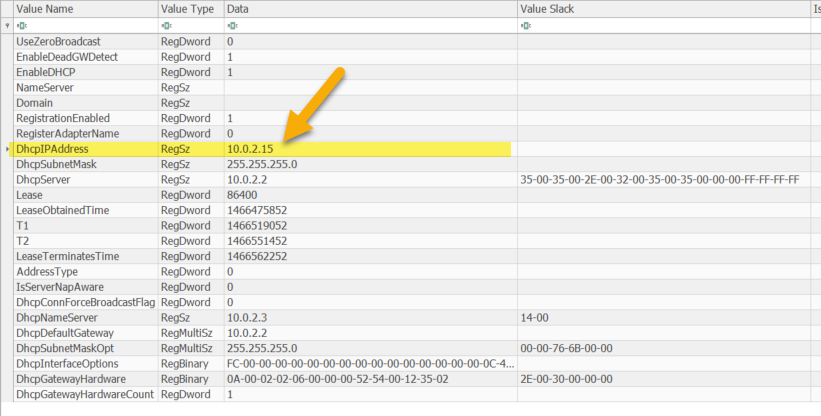 Value Name Value Type Data Value Slack Is
UseZeroBroadcast RegDword 0
EnableDeadGWDetect RegDword 1
EnableDHCP RegDword 1
NameServer RegSz
Domain RegSz
RegistrationEnabled RegDword 1
RegisterAdapterName RegDword 0
DhcpIPAddress RegSz 10.0.2.15
DhcpSubnetMask RegSz 255.255.255.0
DhcpServer RegSz 10.0.2.2 35-00-35-00-2E-00-32-00-35-00-35-00-00-00-FF-FF-FF-FF
Lease RegDword 86400
LeaseObtainedTime RegDword 1466475852
T1 RegDword 1466519052
T2 RegDword 1466551452
LeaseTerminatesTime RegDword 1466562252
AddressType RegDword 0
IsServerNapAware RegDword 0
DhcpConnForceBroadcastFlag RegDword 0
DhcpNameServer RegSz 10.0.2.3 14-00
DhcpDefaultGateway RegMultiSz 10.0.2.2
DhcpSubnetMaskOpt RegMultiSz 255.255.255.0 00-00-76-6B-00-00
DhcpInterfaceOptions RegBinary FC-00-00-00-00-00-00-00-00-00-00-00-00-00-00-00-0C-4...
DhcpGatewayHardware RegBinary 0A-00-02-02-06-00-00-00-52-54-00-12-35-02 2E-00-30-00-00-00
DhcpGatewayHardwareCount RegDword 1